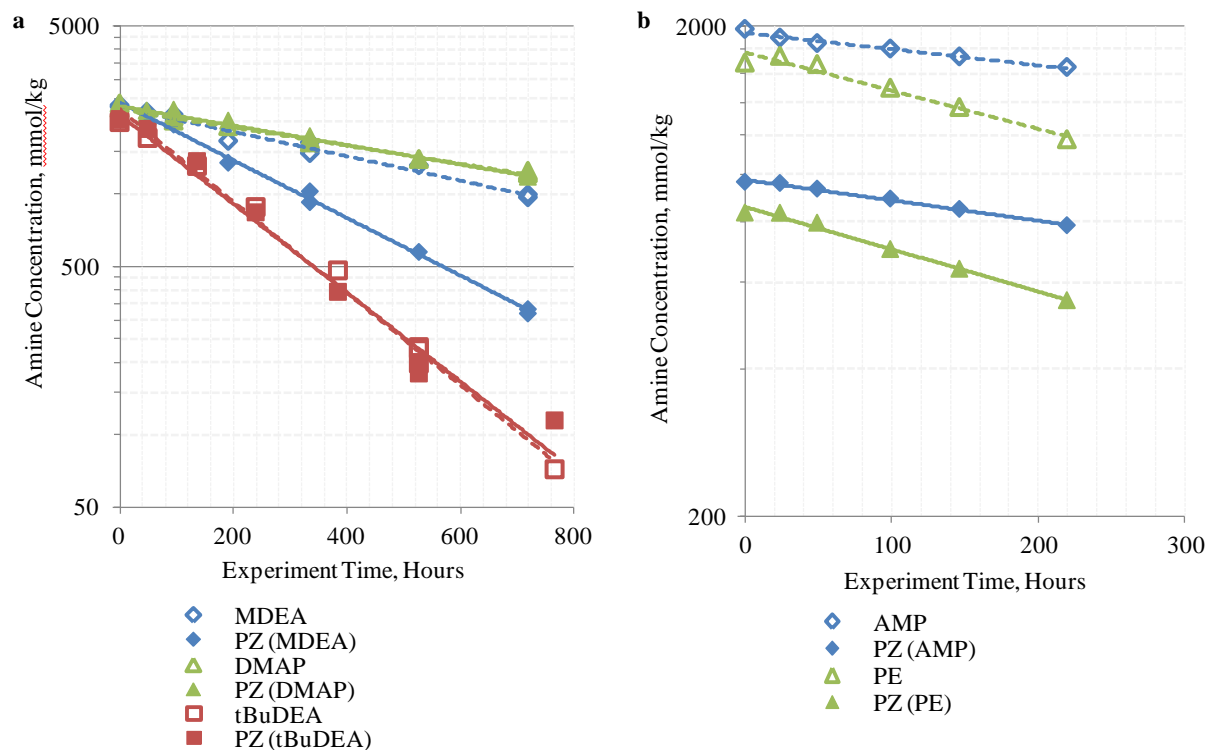 a
Amine Concentration, mmol/kg
5000
500
50
0 200 400 600 800
Experiment Time, Hours
MDEA
PZ (MDEA)
DMAP
PZ (DMAP)
tBuDEA
PZ (tBuDEA)
b
Amine Concentration, mmol/kg
2000
200
0 100 200 300
Experiment Time, Hours
AMP
PZ (AMP)
PE
PZ (PE)